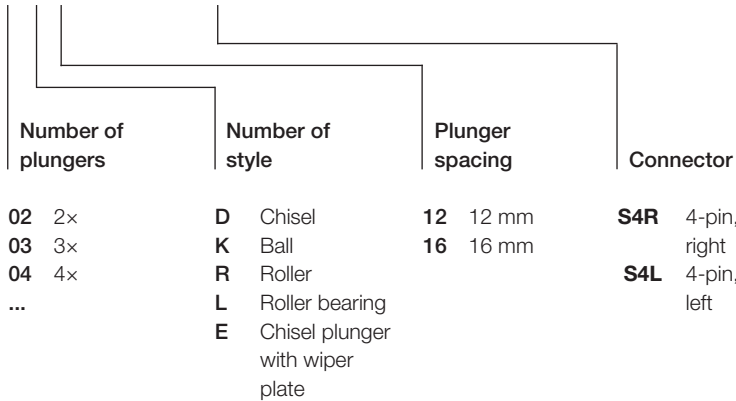 Number of
plungers
02 2×
03 3×
04 4×
...
Number of
style
D Chisel
K Ball
R Roller
L Roller bearing
E Chisel plunger
with wiper
plate
Plunger
spacing
12 12 mm
16 16 mm
Connector
S4R 4-pin,
right
S4L 4-pin,
left